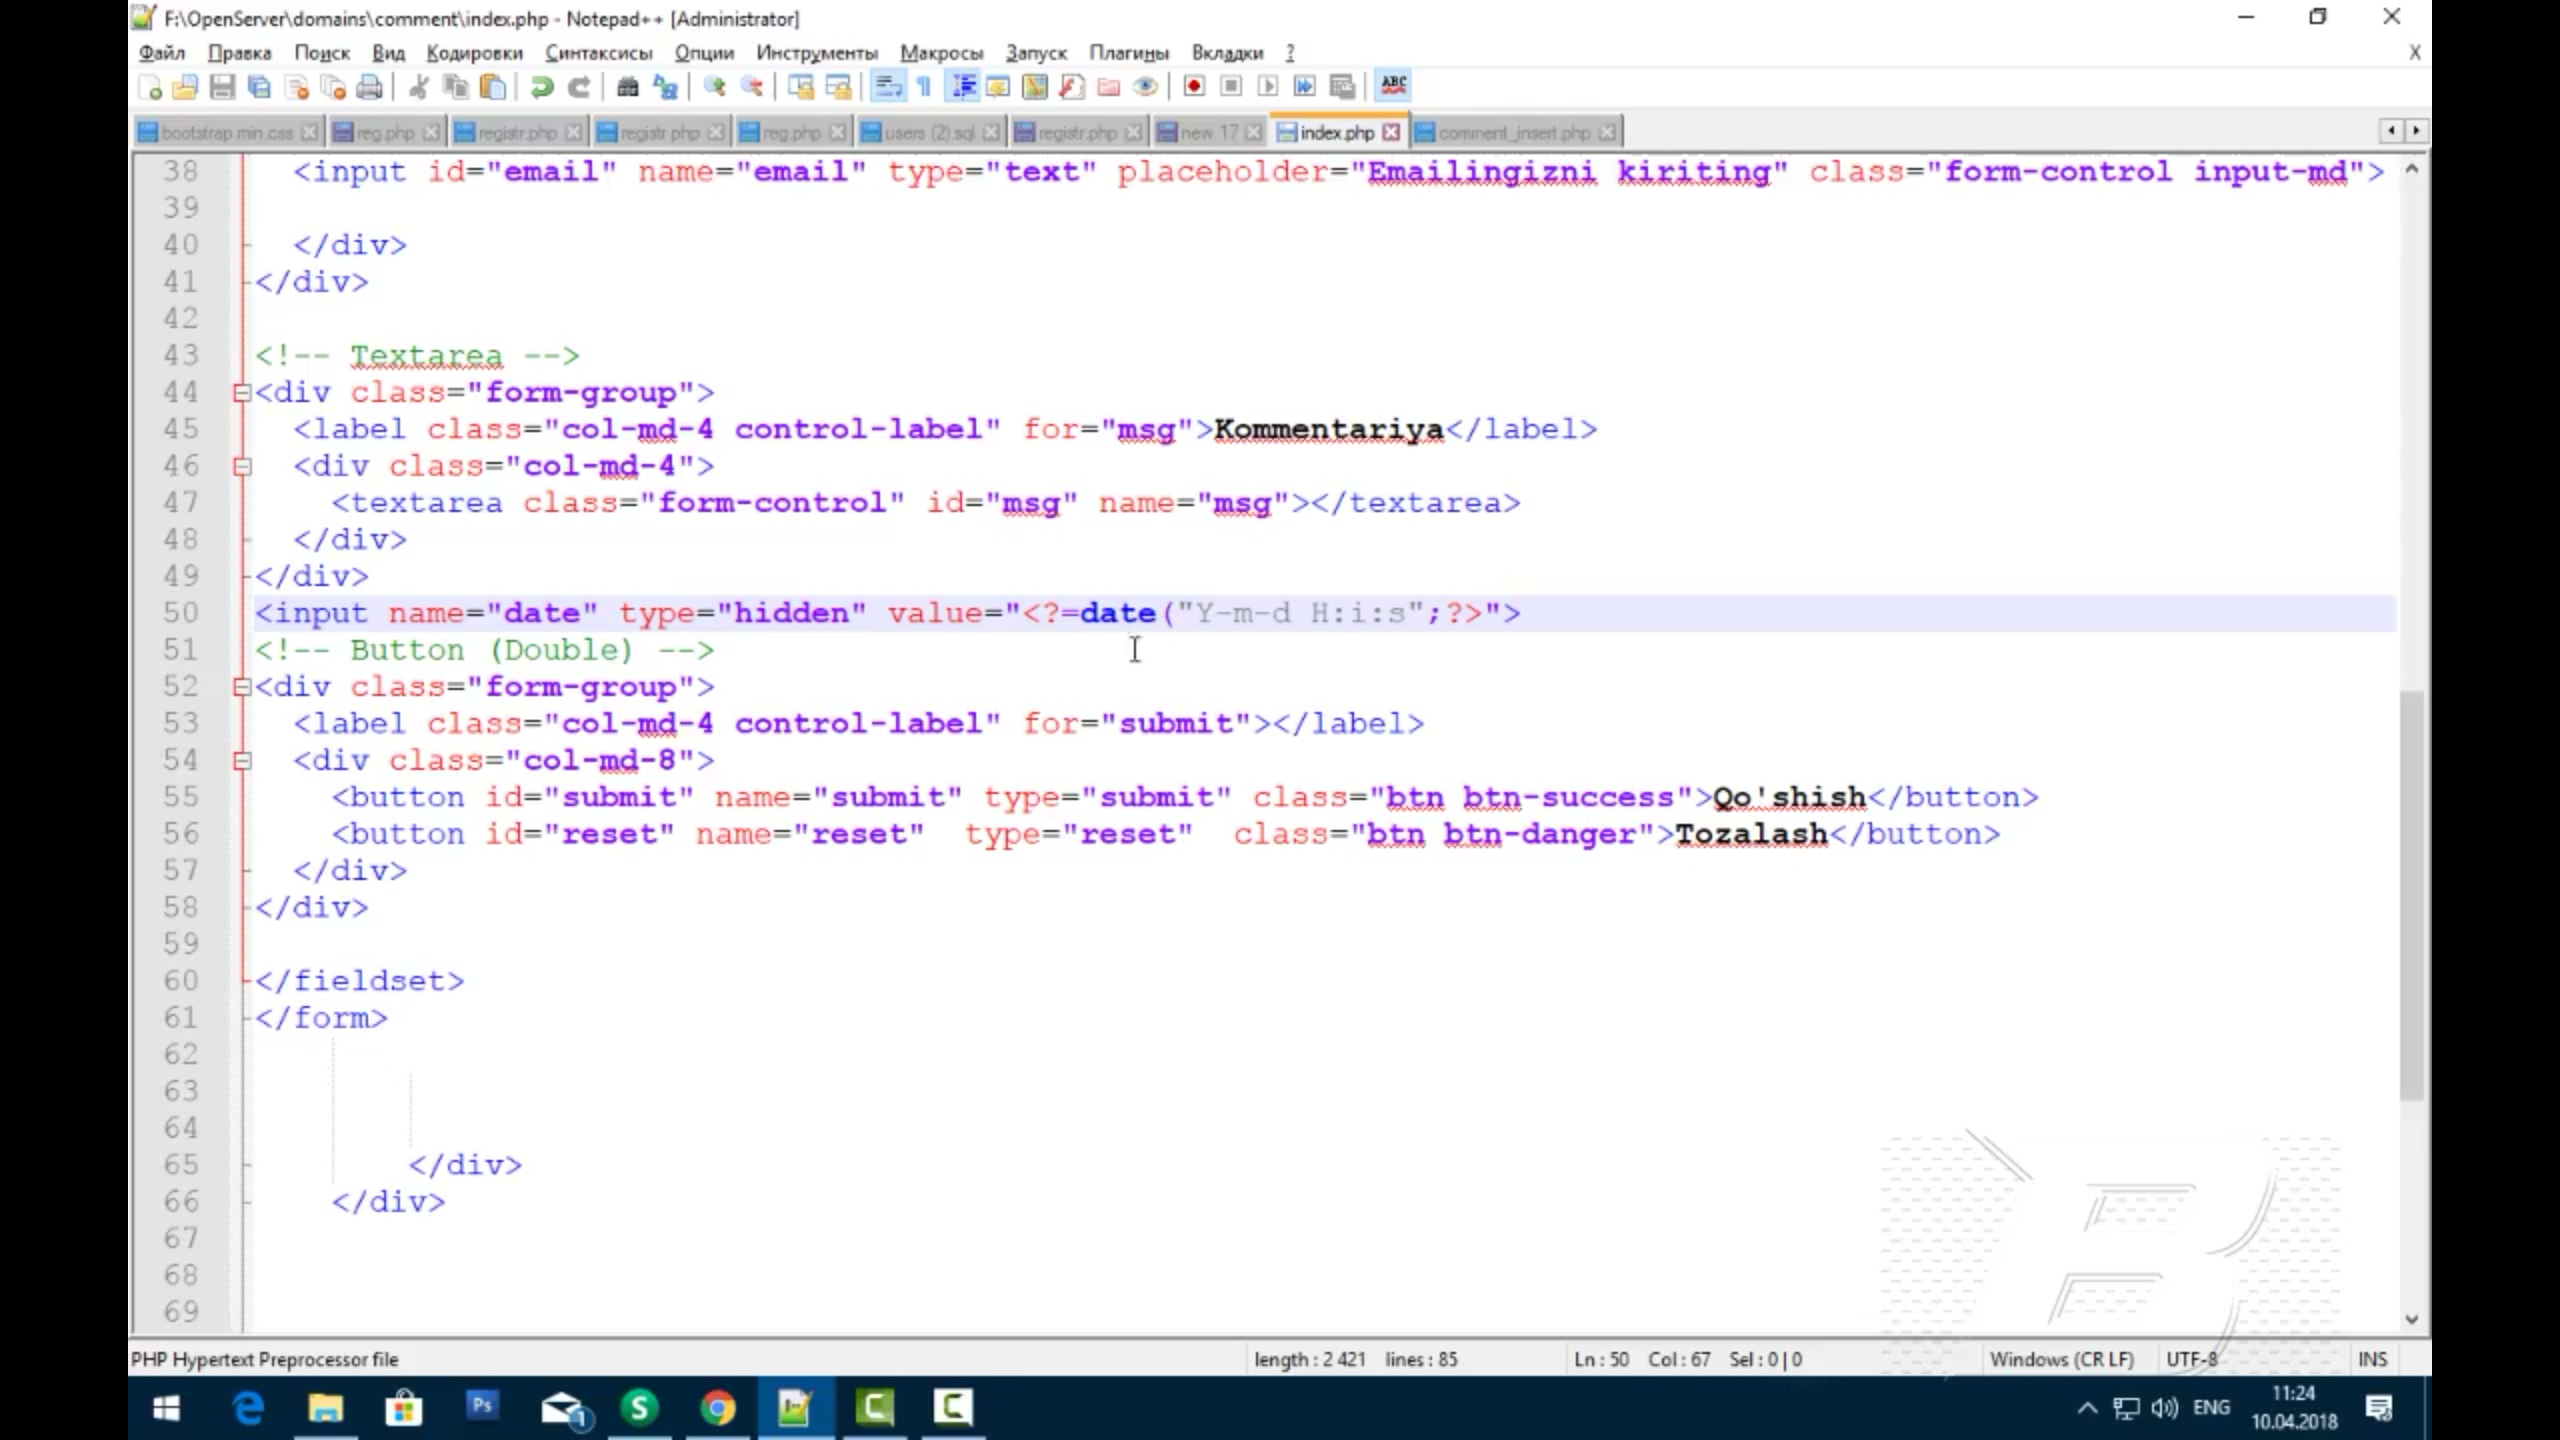 F:\OpenServer\domains\comment\index.php - Notepad++ [Administrator]
Файл Правка Поиск Вид Кодировки Синтаксисы Опции Инструменты Макросы Запуск Плагины Вкладки ? X
ABC
bootstrap.min.css reg.php registr.php registr.php reg.php users (2).sql registr.php new 17 index.php comment_insert.php
38 <input id="email" name="email" type="text" placeholder="Emailingizni kiriting" class="form-control input-md">
39
40 </div>
41 </div>
42
43 <!-- Textarea -->
44 <div class="form-group">
45 <label class="col-md-4 control-label" for="msg">Kommentariya</label>
46 <div class="col-md-4">
47 <textarea class="form-control" id="msg" name="msg"></textarea>
48 </div>
49 </div>
50 <input name="date" type="hidden" value="<?=date("Y-m-d H:i:s";?>">
51 <!-- Button (Double) -->
52 <div class="form-group">
53 <label class="col-md-4 control-label" for="submit"></label>
54 <div class="col-md-8">
55 <button id="submit" name="submit" type="submit" class="btn btn-success">Qo'shish</button>
56 <button id="reset" name="reset" type="reset" class="btn btn-danger">Tozalash</button>
57 </div>
58 </div>
59
60 </fieldset>
61 </form>
62
63
64
65 </div>
66 </div>
67
68
69
PHP Hypertext Preprocessor file length : 2 421 lines : 85 Ln : 50 Col : 67 Sel : 0 | 0 Windows (CR LF) UTF-8 INS
Ps 1 S ENG 11:24
10.04.2018